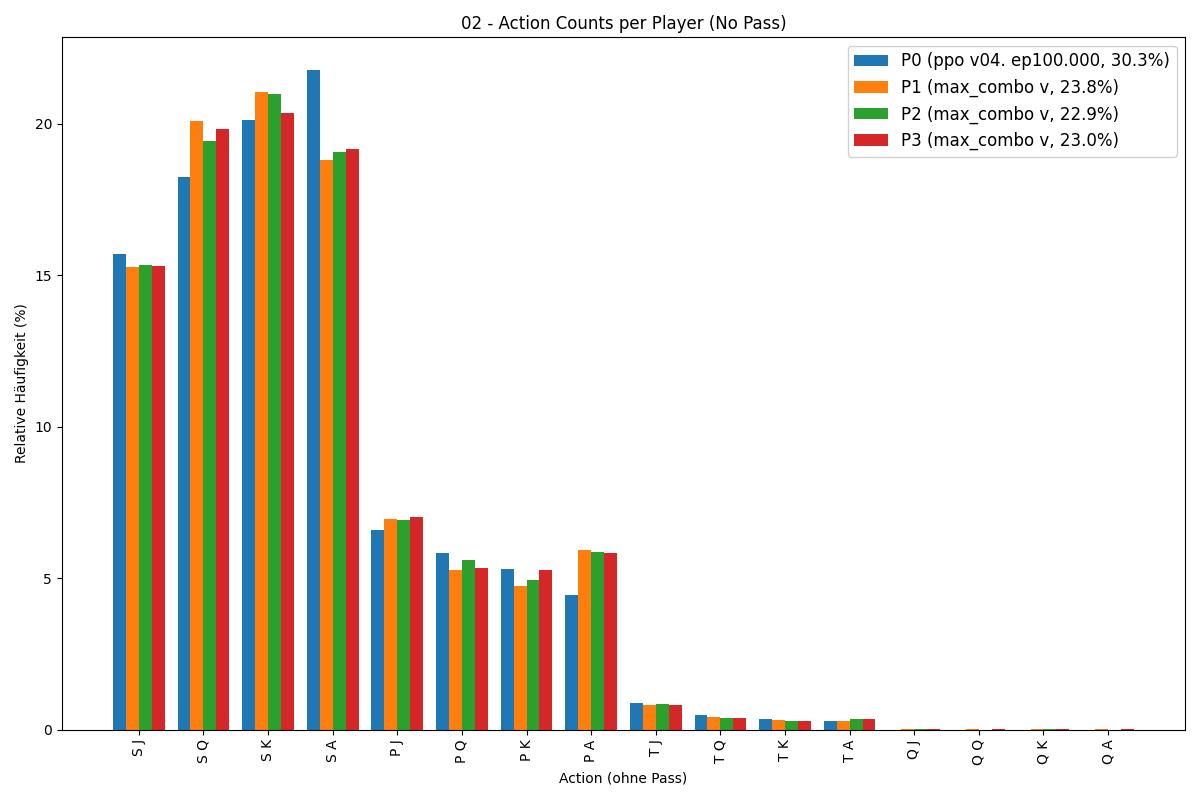 02 - Action Counts per Player (No Pass)
P0 (ppo v04. ep100.000, 30.3%)
P1 (max_combo v, 23.8%)
P2 (max_combo v, 22.9%)
P3 (max_combo v, 23.0%)
Relative Häufigkeit (%)
20
15
10
5
0
S J
S Q
S K
S A
P J
P Q
P K
P A
T J
T Q
T K
T A
Q J
Q Q
Q K
Q A
Action (ohne Pass)